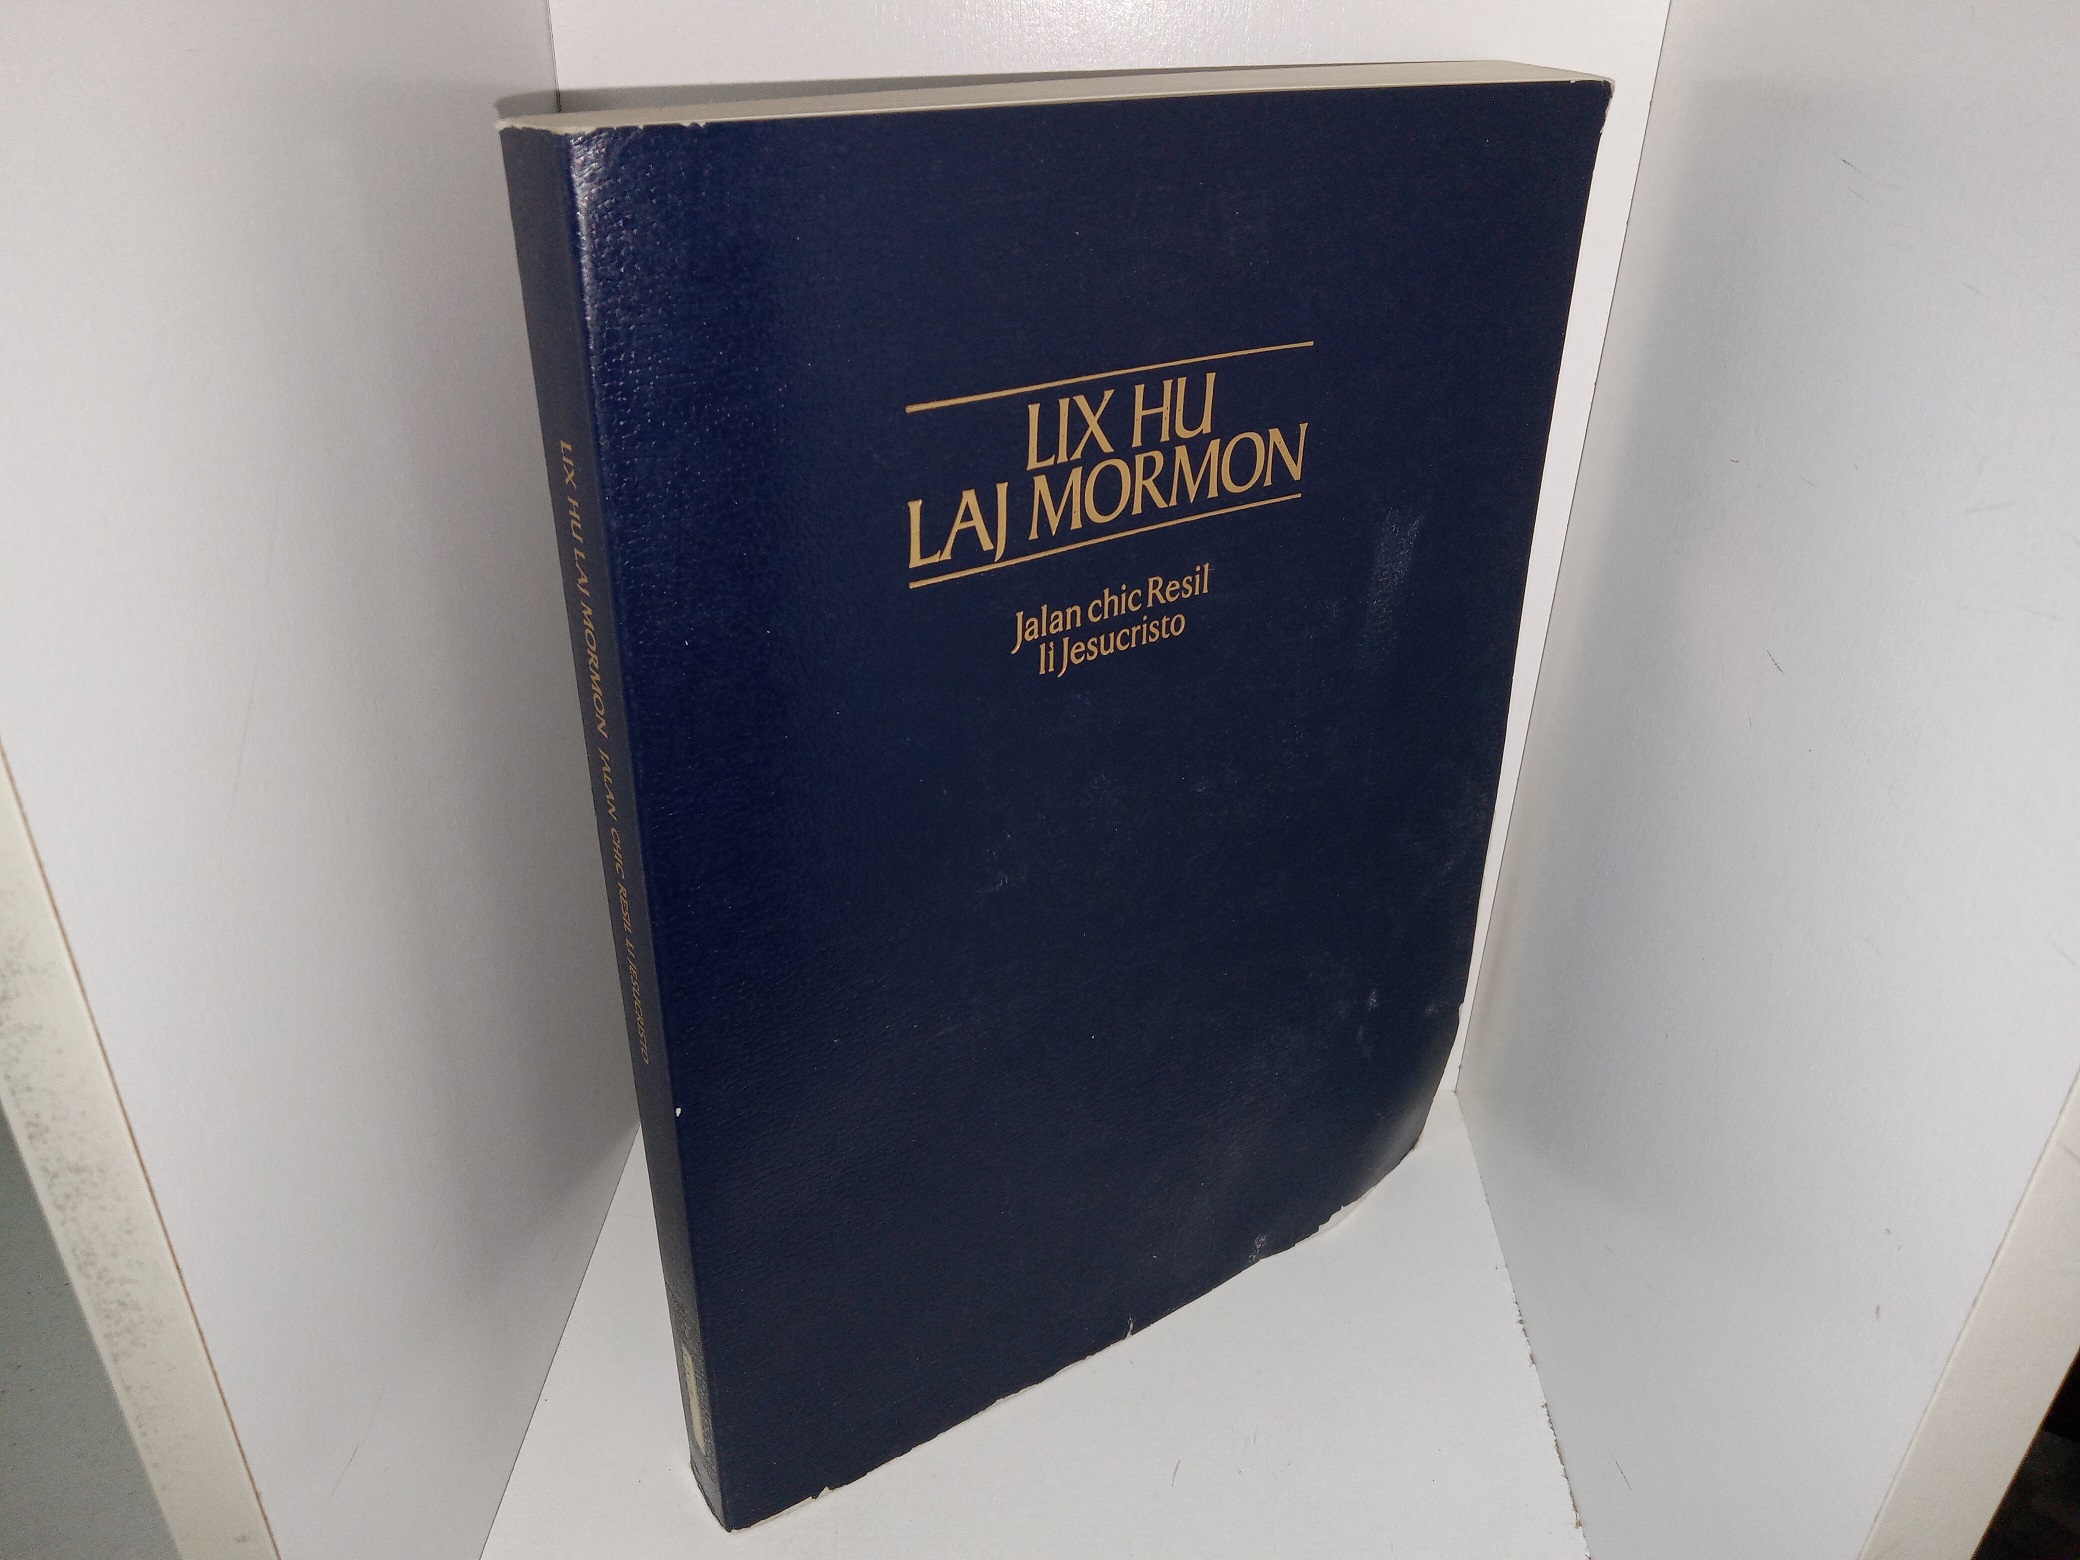 LIX HU
LAJ MORMON
Jalan chic Resil
li Jesucristo
LIX HU LAJ MORMON JALAN CHIC RESIL LI JESUCRISTO